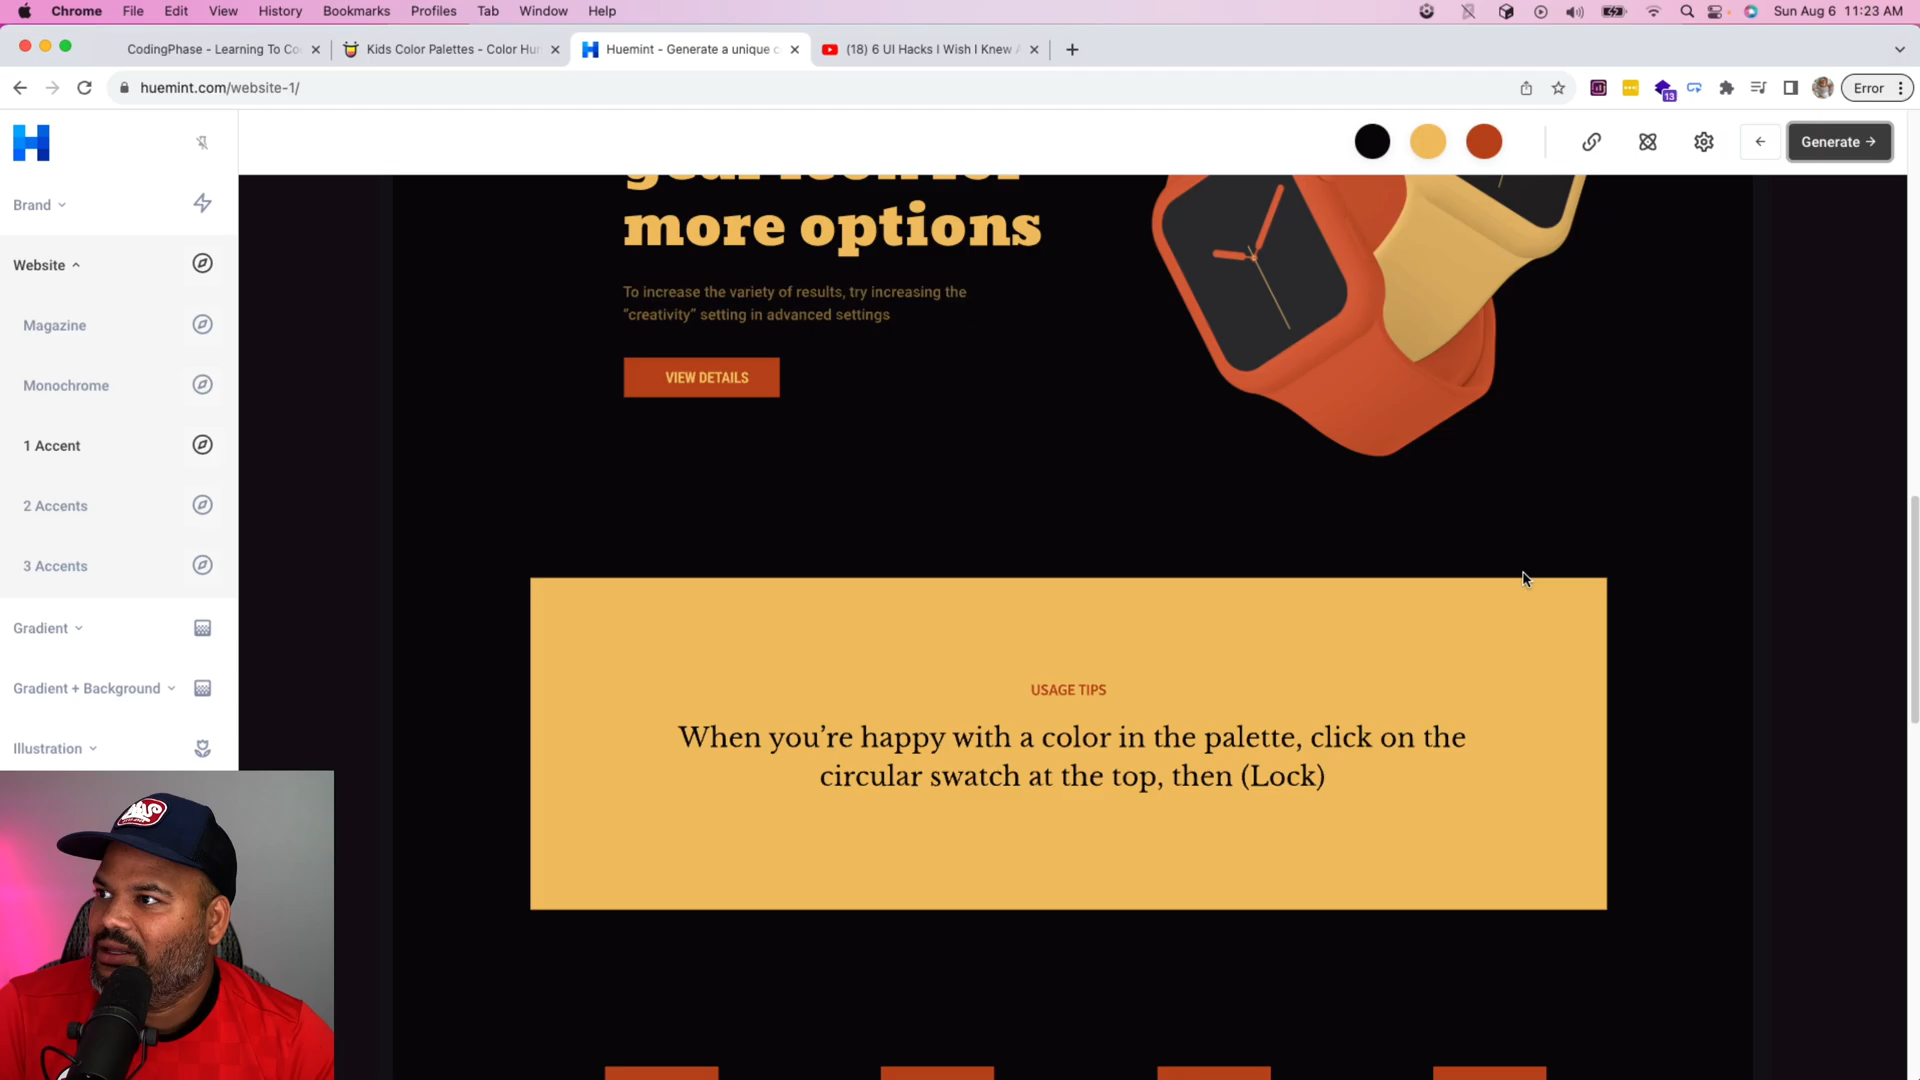 Chrome File Edit View History Bookmarks Profiles Tab Window Help Sun Aug 6 11:23 AM
CodingPhase - Learning To Co Kids Color Palettes - Color Hun Huemint - Generate a unique c (18) 6 UI Hacks I Wish I Knew
huemint.com/website-1/ 13 Error
Generate
Brand
Website
Magazine
Monochrome
1 Accent
2 Accents
3 Accents
Gradient
Gradient + Background
Illustration
more options
To increase the variety of results, try increasing the
"creativity" setting in advanced settings
VIEW DETAILS
USAGE TIPS
When you're happy with a color in the palette, click on the
circular swatch at the top, then (Lock)